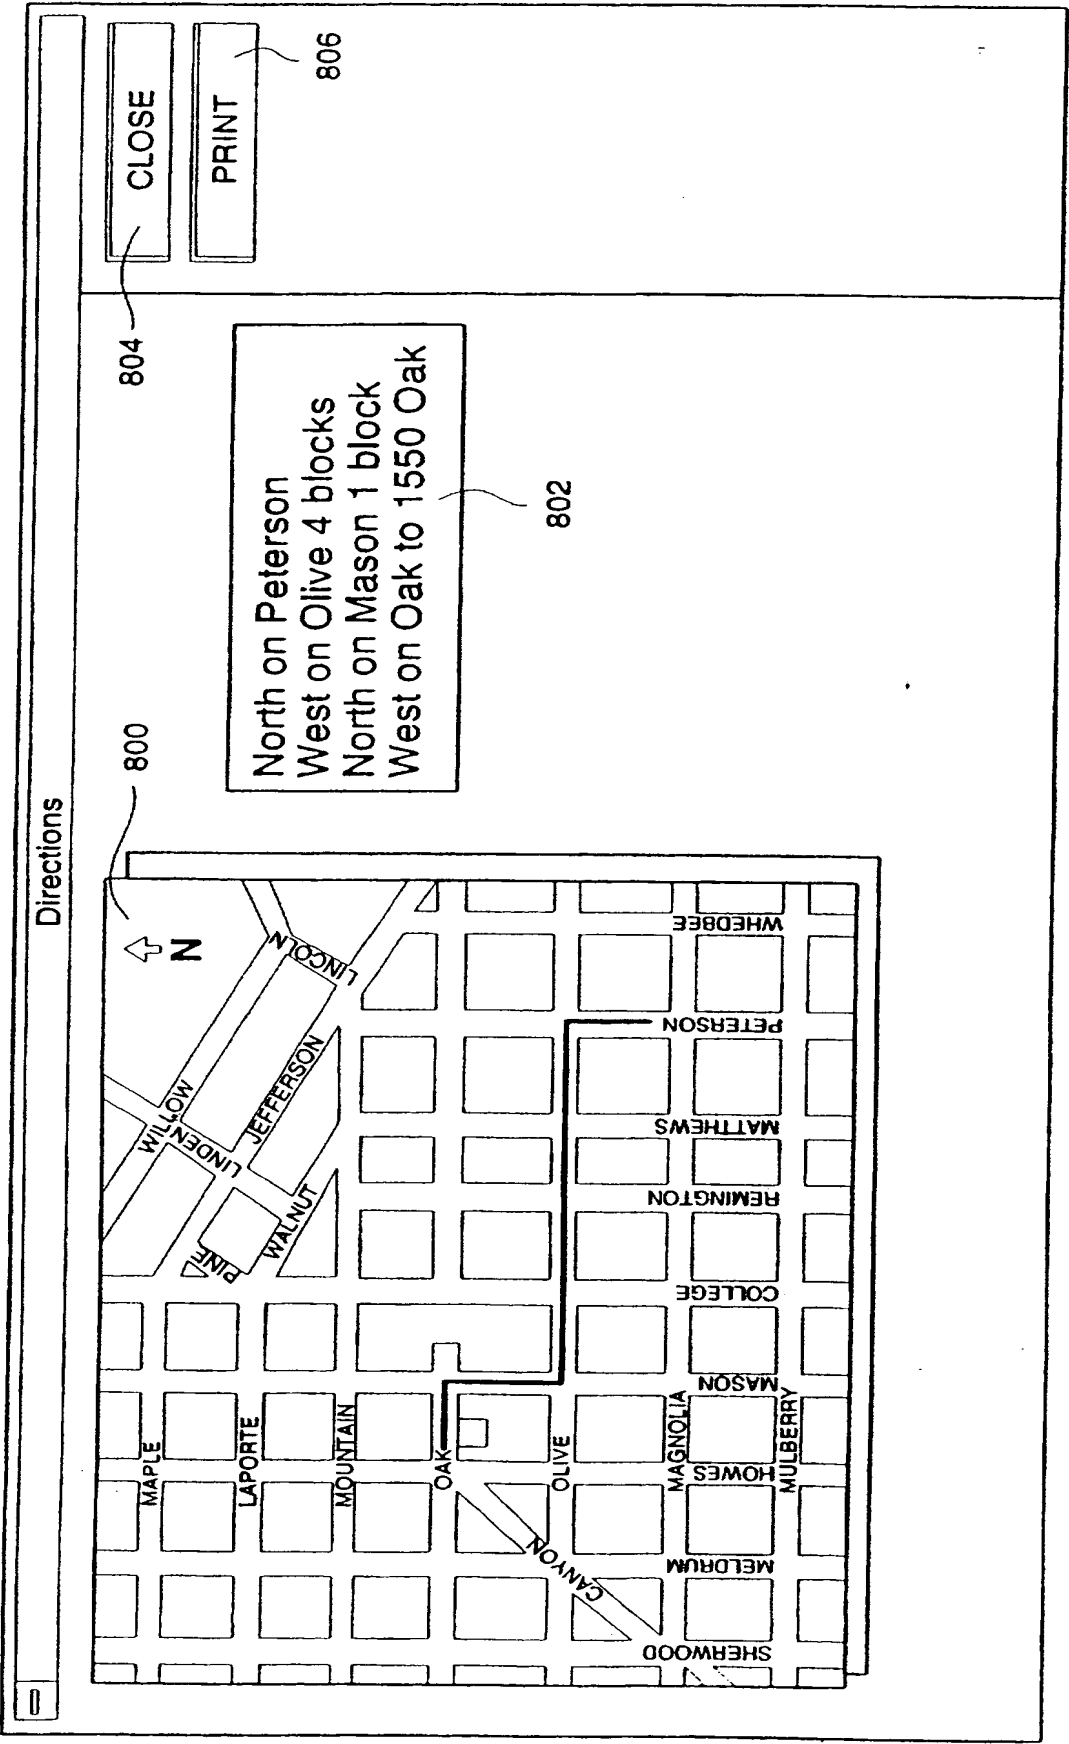 Directions
CLOSE
PRINT
804
806
800
North on Peterson
West on Olive 4 blocks
North on Mason 1 block
West on Oak to 1550 Oak
802
N
WILLOW
LINCOLN
LINDEN
JEFFERSON
PINE
WALNUT
MAPLE
LAPORTE
MOUNTAIN
OAK
OLIVE
CANYON
MAGNOLIA
MULBERRY
SHERWOOD
MELDRUM
HOWES
MASON
COLLEGE
REMINGTON
MATTHEWS
PETERSON
WHEDBEE